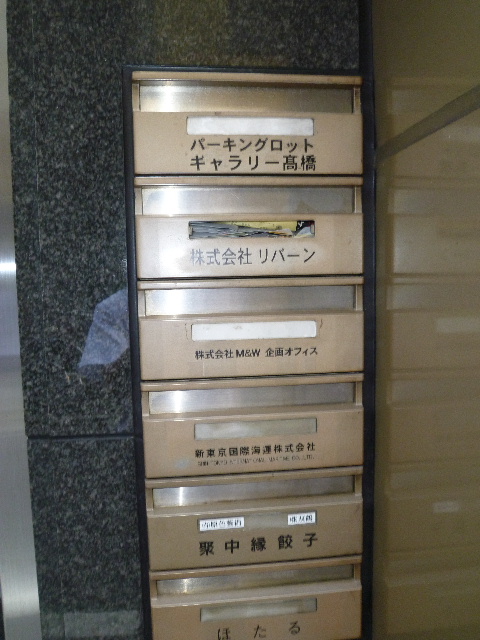 パーキングロット
ギャラリー髙橋
株式会社 リバーン
株式会社 M&W 企画オフィス
新東京国際海運株式会社
聚中縁餃子
ほたる